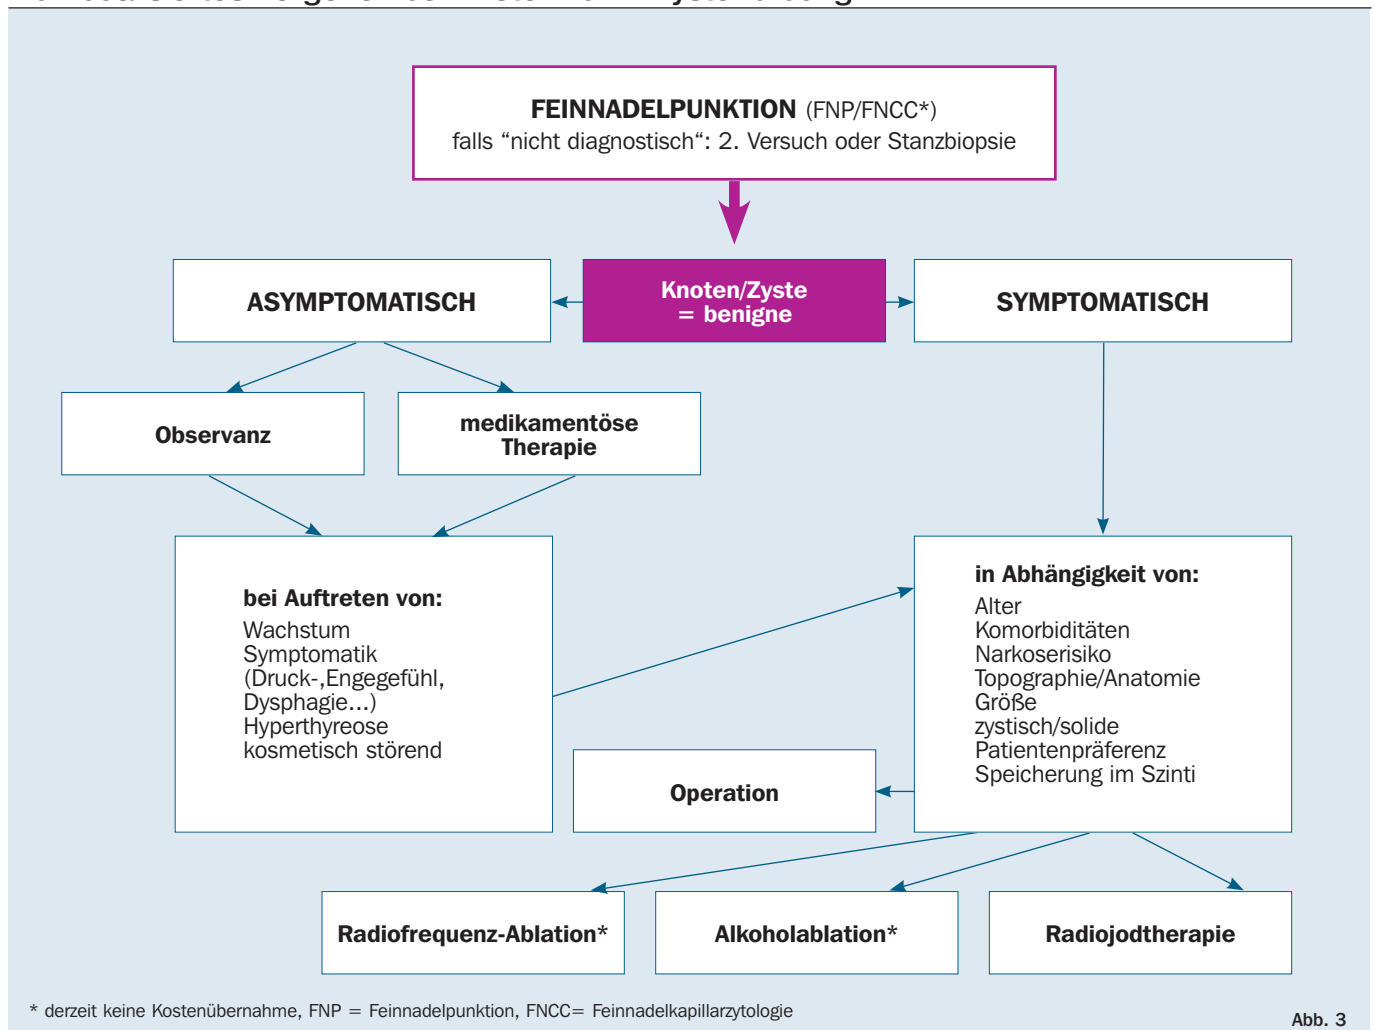 FEINNADELPUNKTION (FNP/FNCC*)
falls “nicht diagnostisch“: 2. Versuch oder Stanzbiopsie
ASYMPTOMATISCH
Knoten/Zyste
= benigne
SYMPTOMATISCH
Observanz
medikamentöse
Therapie
bei Auftreten von:
Wachstum
Symptomatik
(Druck-,Engegefühl,
Dysphagie...)
Hyperthyreose
kosmetisch störend
in Abhängigkeit von:
Alter
Komorbiditäten
Narkoserisiko
Topographie/Anatomie
Größe
zystisch/solide
Patientenpräferenz
Speicherung im Szinti
Operation
Radiofrequenz-Ablation*
Alkoholablation*
Radiojodtherapie
* derzeit keine Kostenübernahme, FNP = Feinnadelpunktion, FNCC= Feinnadelkapillarzytologie
Abb. 3